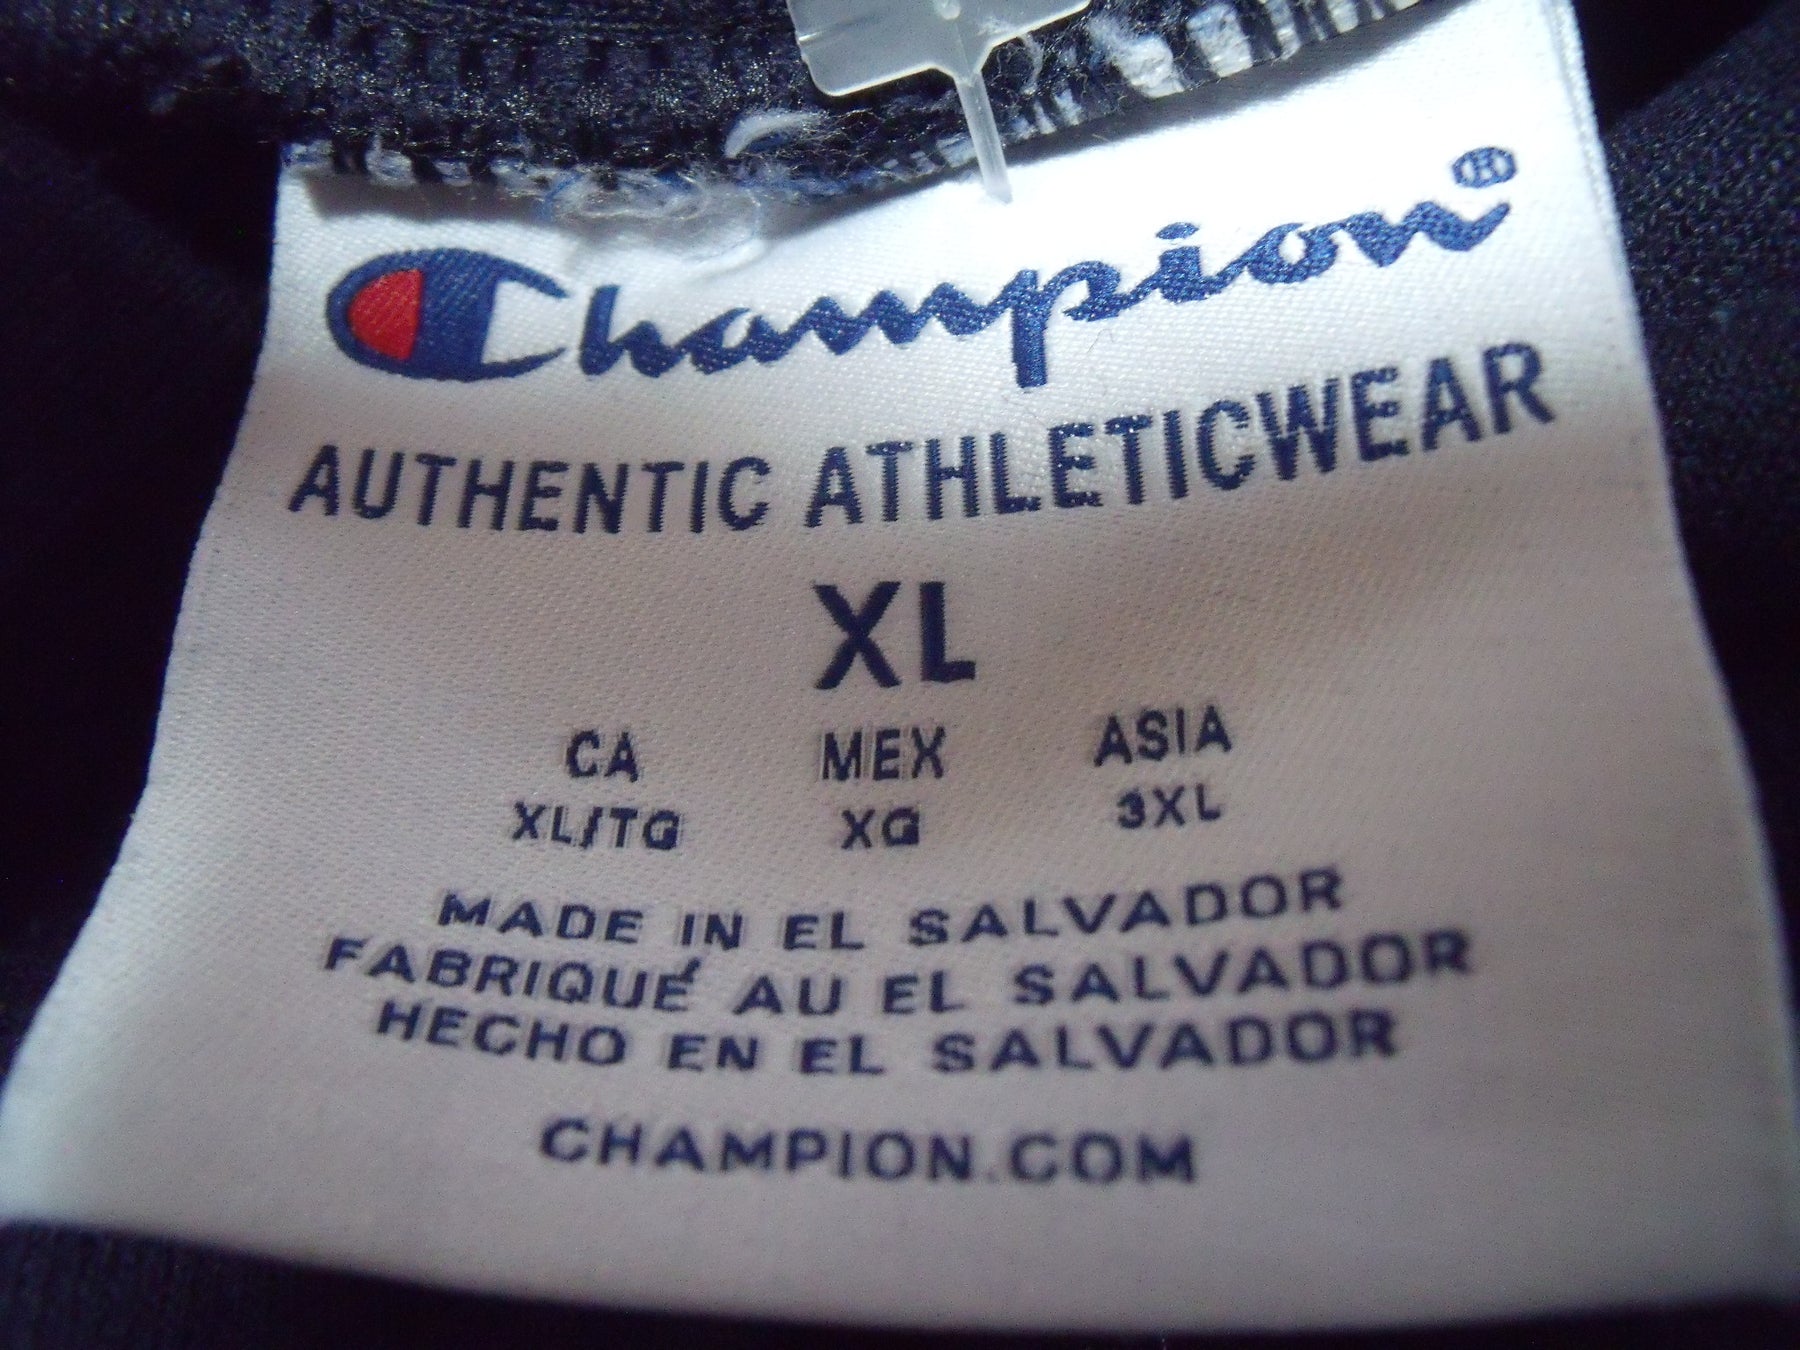 Champion®
AUTHENTIC ATHLETICWEAR
XL
CA MEX ASIA
XL/TG XG 3XL
MADE IN EL SALVADOR
FABRIQUÉ AU EL SALVADOR
HECHO EN EL SALVADOR
CHAMPION.COM